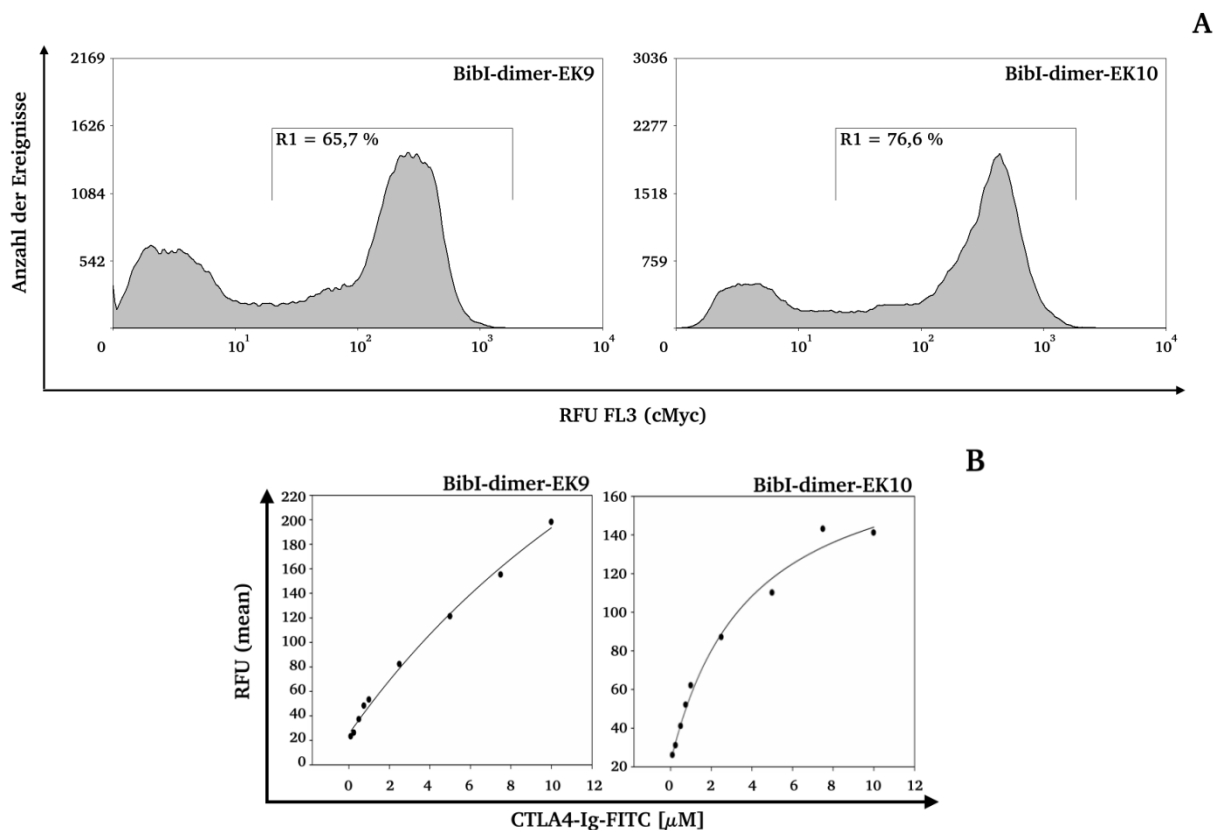 A
Anzahl der Ereignisse
BibI-dimer-EK9
2169
1626
1084
542
R1 = 65,7 %
0 10¹ 10² 10³ 10⁴
BibI-dimer-EK10
3036
2277
1518
759
R1 = 76,6 %
0 10¹ 10² 10³ 10⁴
RFU FL3 (cMyc)
B
RFU (mean)
BibI-dimer-EK9
220
200
180
160
140
120
100
80
60
40
20
0
0 2 4 6 8 10 12
BibI-dimer-EK10
160
140
120
100
80
60
40
20
0 2 4 6 8 10 12
CTLA4-Ig-FITC [μM]